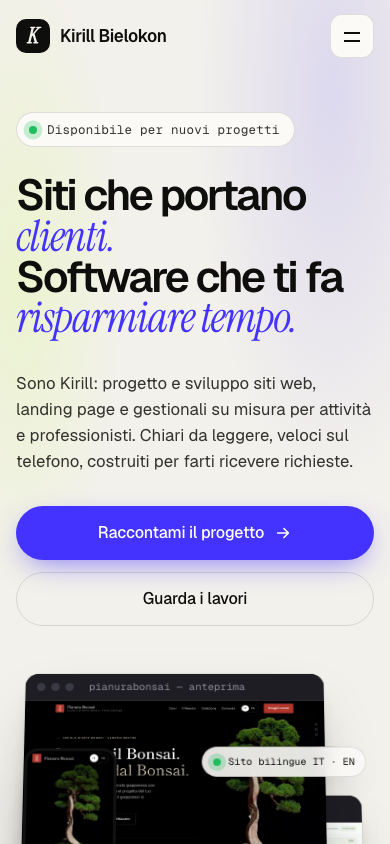 K Kirill Bielokon
Disponibile per nuovi progetti
Siti che portano
clienti.
Software che ti fa
risparmiare tempo.
Sono Kirill: progetto e sviluppo siti web,
landing page e gestionali su misura per attività
e professionisti. Chiari da leggere, veloci sul
telefono, costruiti per farti ricevere richieste.
Raccontami il progetto →
Guarda i lavori
pianurabonsai — anteprima
Pianura Bonsai
il Bonsai.
dal Bonsai.
Sito bilingue IT · EN
Pianura Bonsai